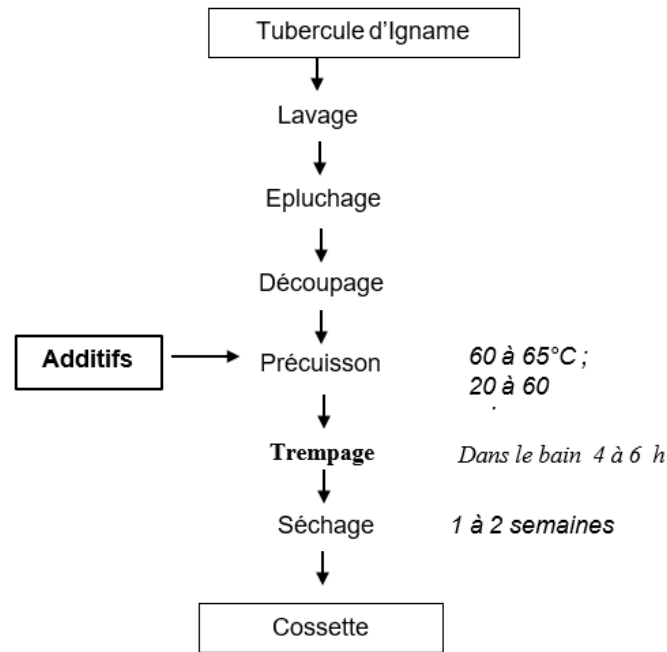 Tubercule d'Igname
Lavage
Epluchage
Découpage
Additifs
Précuisson
60 à 65°C ;
20 à 60
Trempage
Dans le bain 4 à 6 h
Séchage
1 à 2 semaines
Cossette